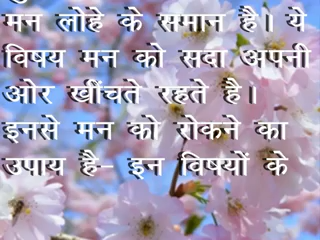 मन लोहे के समान है। ये
विषय मन को सदा अपनी
ओर खींचते रहते है।
इनसे मन को रोकने का
उपाय है- इन विषयों के